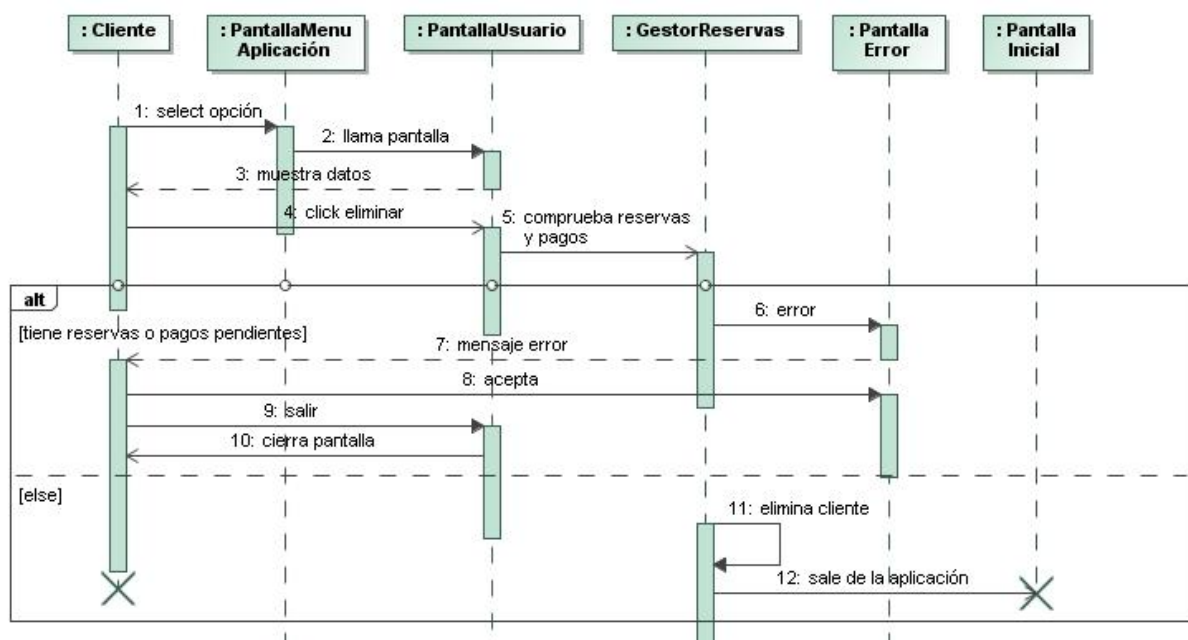 : Cliente
: PantallaMenu
Aplicación
: PantallaUsuario
: GestorReservas
: Pantalla
Error
: Pantalla
Inicial
1: select opción
2: llama pantalla
3: muestra datos
4: click eliminar
5: comprueba reservas
y pagos
alt
[tiene reservas o pagos pendientes]
6: error
7: mensaje error
8: acepta
9: salir
10: cierra pantalla
[else]
11: elimina cliente
12: sale de la aplicación